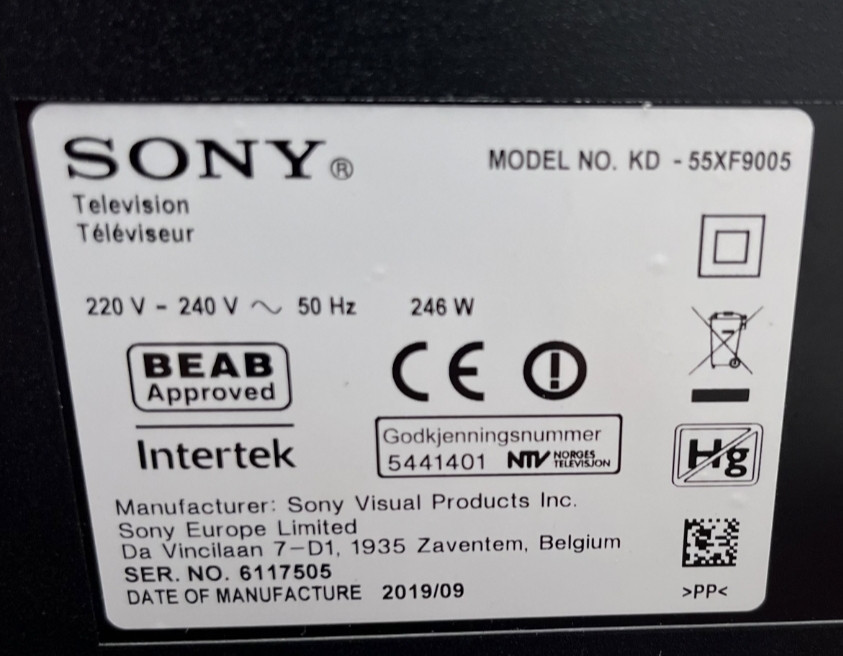 SONY®
MODEL NO. KD - 55XF9005
Television
Téléviseur
220 V - 240 V ~ 50 Hz 246 W
BEAB
Approved
CE
Intertek
Godkjenningsnummer
5441401 NTV NORGES
TELEVISJON
Hg
Manufacturer: Sony Visual Products Inc.
Sony Europe Limited
Da Vincilaan 7-D1, 1935 Zaventem, Belgium
SER. NO. 6117505
DATE OF MANUFACTURE 2019/09
>PP<